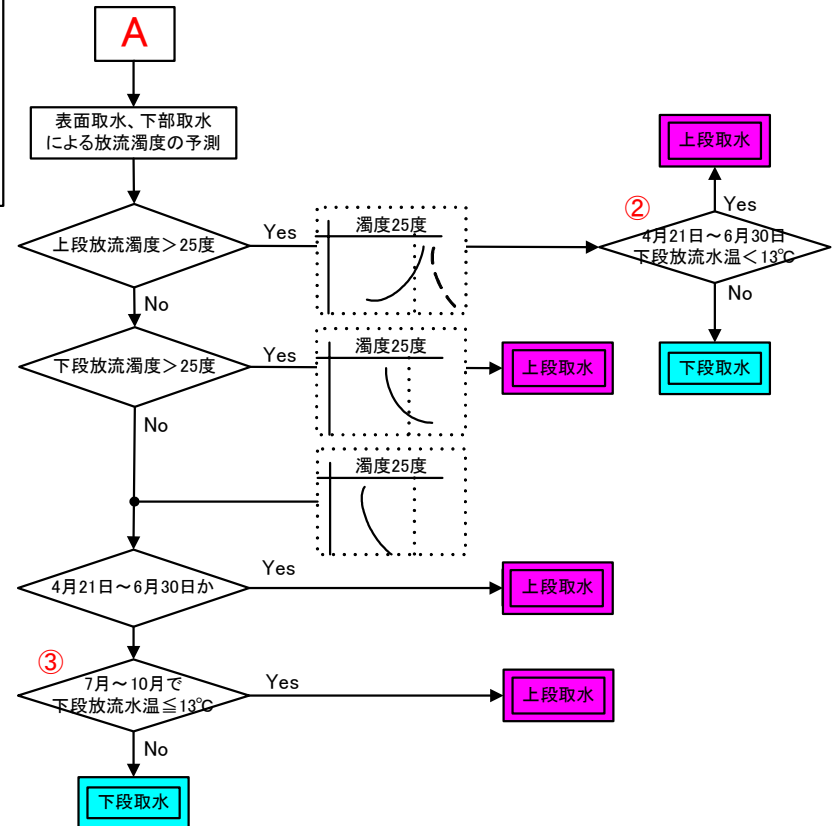 A
表面取水、下部取水
による放流濁度の予測
上段取水
Yes
②
4月21日～6月30日
下段放流水温＜13℃
No
下段取水
上段放流濁度＞25度
Yes
濁度25度
No
下段放流濁度＞25度
Yes
濁度25度
上段取水
No
濁度25度
4月21日～6月30日か
Yes
上段取水
③
7月～10月で
下段放流水温≦13℃
Yes
上段取水
No
下段取水